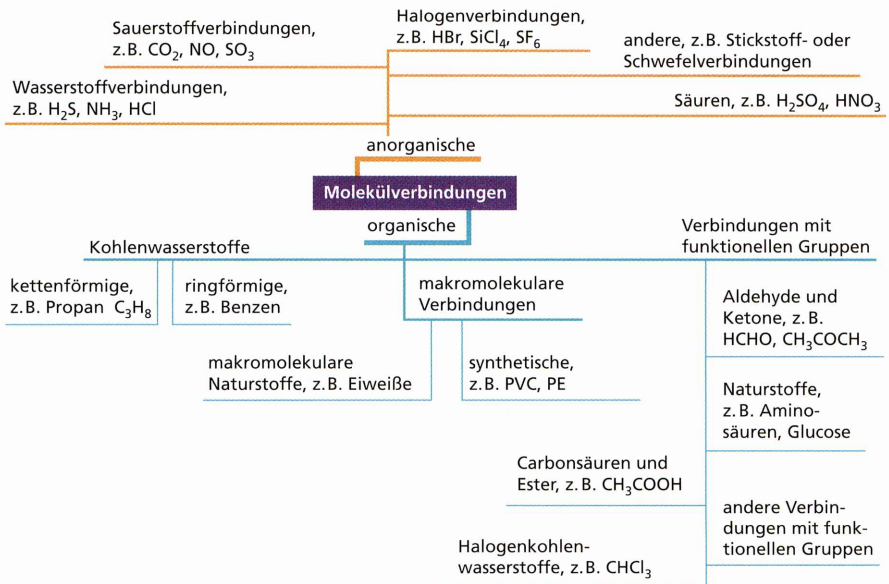 Sauerstoffverbindungen,
z.B. CO₂, NO, SO₃
Halogenverbindungen,
z.B. HBr, SiCl₄, SF₆
andere, z.B. Stickstoff- oder
Schwefelverbindungen
Wasserstoffverbindungen,
z.B. H₂S, NH₃, HCl
Säuren, z.B. H₂SO₄, HNO₃
anorganische
Molekülverbindungen
organische
Kohlenwasserstoffe
Verbindungen mit
funktionellen Gruppen
kettenförmige,
z.B. Propan C₃H₈
ringförmige,
z.B. Benzen
makromolekulare
Verbindungen
Aldehyde und
Ketone, z.B.
HCHO, CH₃COCH₃
makromolekulare
Naturstoffe, z.B. Eiweiße
synthetische,
z.B. PVC, PE
Naturstoffe,
z.B. Amino-
säuren, Glucose
Carbonsäuren und
Ester, z.B. CH₃COOH
andere Verbin-
dungen mit funk-
tionellen Gruppen
Halogenkohlen-
wasserstoffe, z.B. CHCl₃